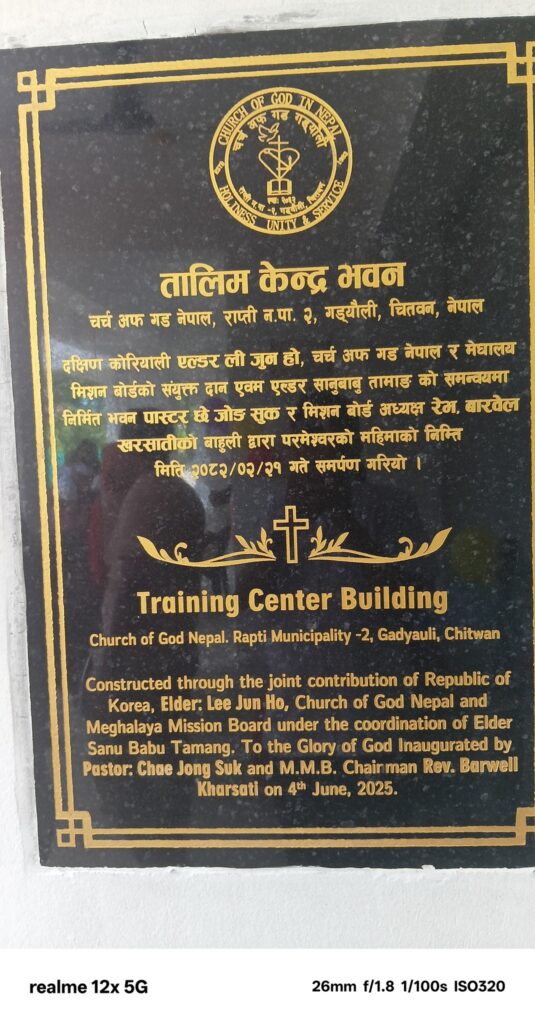 CHURCH OF GOD IN NEPAL
चर्च अफ गड गड्यौली
HOLINESS UNITY & SERVICE
तालिम केन्द्र भवन
चर्च अफ गड नेपाल, राप्ती न.पा. २, गड्यौली, चितवन, नेपाल
दक्षिण कोरियाली एल्डर ली जुन हो, चर्च अफ गड नेपाल र मेघालय
मिशन बोर्डको संयुक्त दान एवम एल्डर सानुबाबु तामाङ को समन्वयमा
निर्मित भवन पास्टर छे जोङ सुक र मिशन बोर्ड अध्यक्ष रेभ. बारवेल
खरसातीको बाहुली द्वारा परमेश्वरको महिमाको निम्ति
मिति २०८२/०२/२१ गते समर्पण गरियो ।
Training Center Building
Church of God Nepal. Rapti Municipality -2, Gadyauli, Chitwan
Constructed through the joint contribution of Republic of
Korea, Elder: Lee Jun Ho, Church of God Nepal and
Meghalaya Mission Board under the coordination of Elder
Sanu Babu Tamang. To the Glory of God Inaugurated by
Pastor: Chae Jong Suk and M.M.B. Chairman Rev. Barwell
Kharsati on 4th June, 2025.
realme 12x 5G
26mm f/1.8 1/100s ISO320